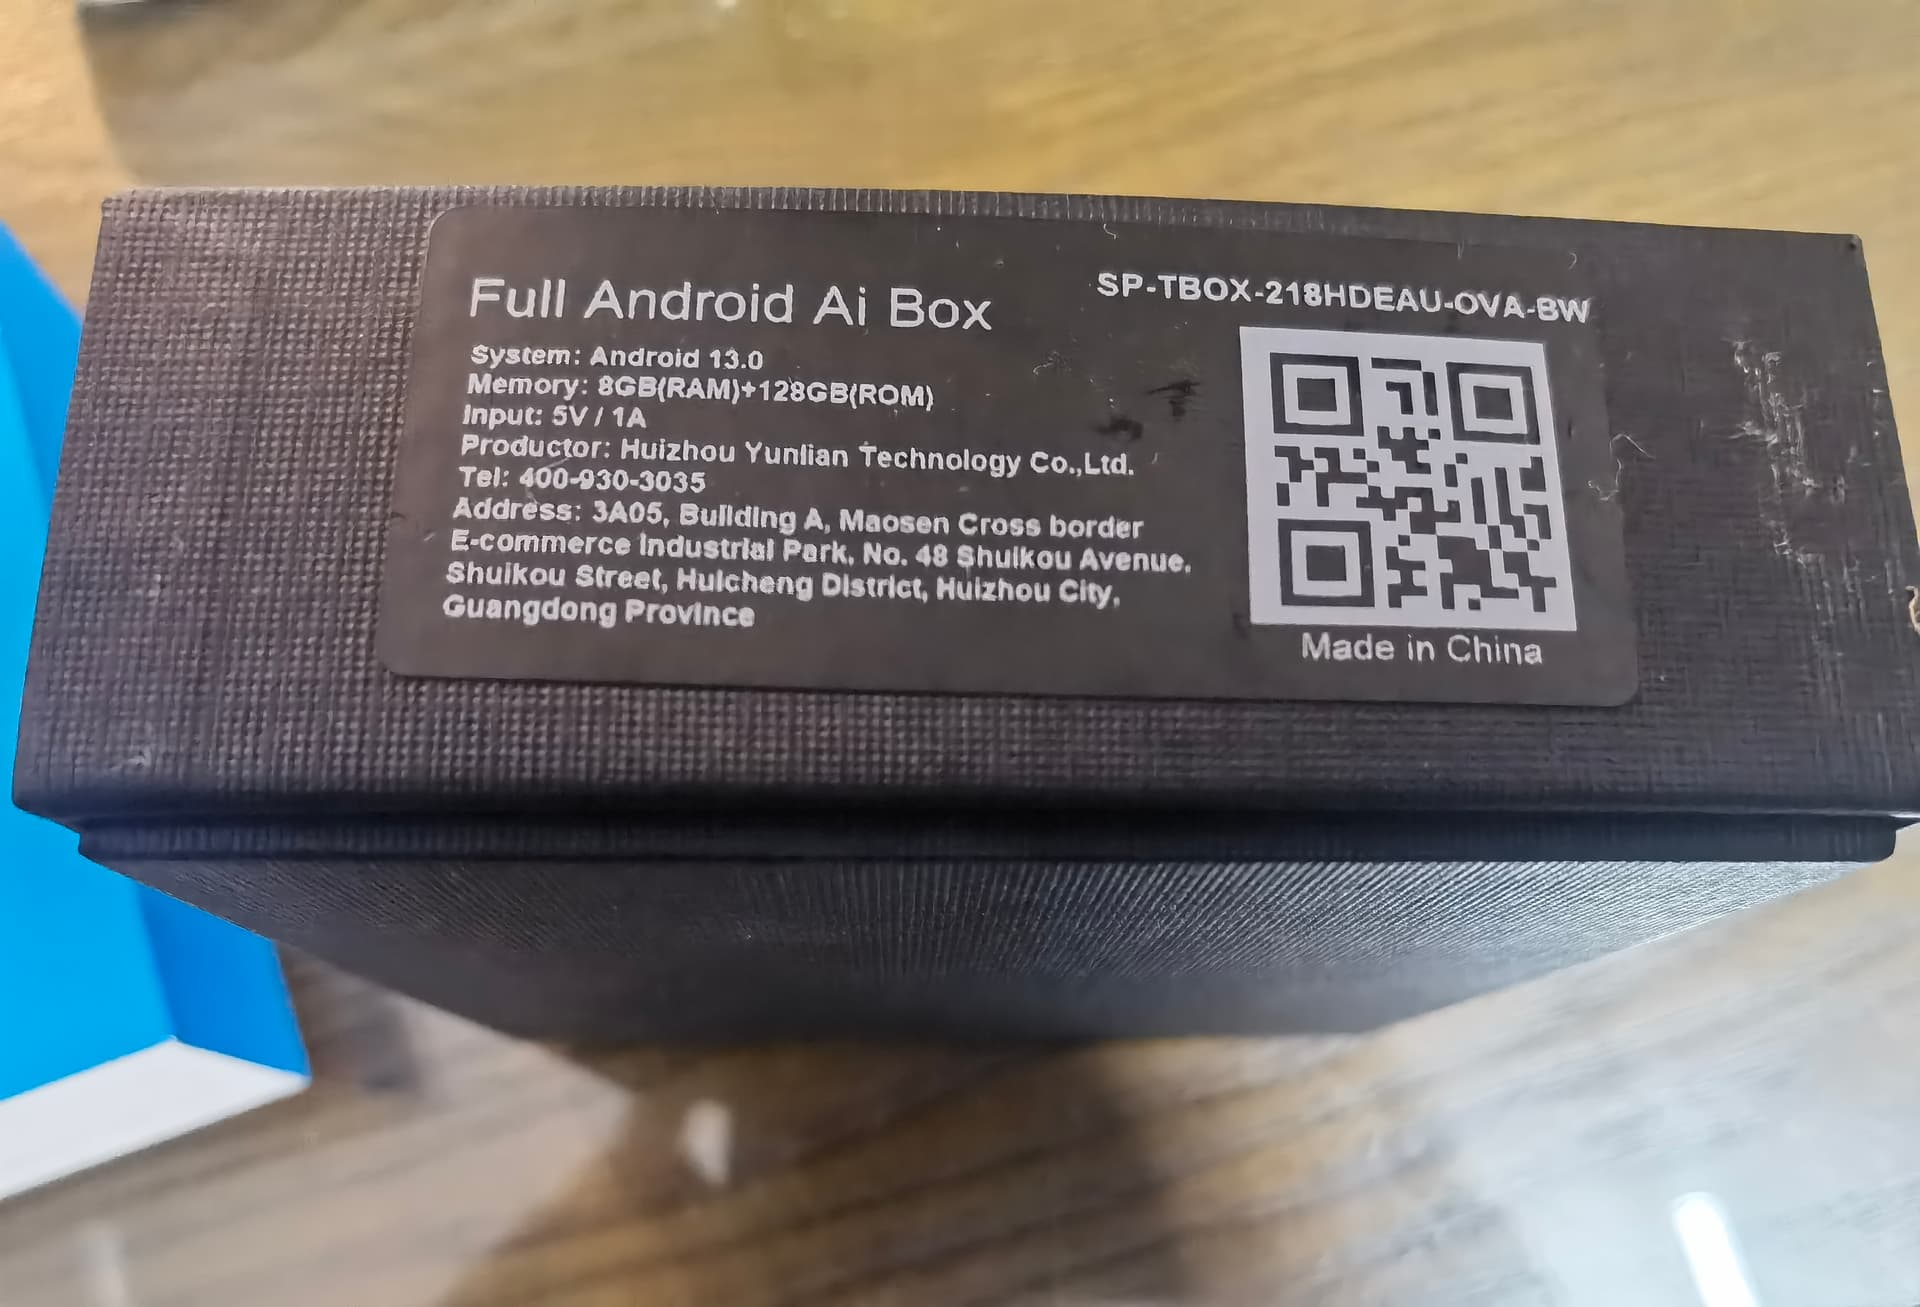 Full Android Ai Box
SP-TBOX-218HDEAU-OVA-BW
System: Android 13.0
Memory: 8GB(RAM)+128GB(ROM)
Input: 5V / 1A
Productor: Huizhou Yunlian Technology Co.,Ltd.
Tel: 400-930-3035
Address: 3A05, Building A, Maosen Cross border
E-commerce Industrial Park, No. 48 Shuikou Avenue,
Shuikou Street, Huicheng District, Huizhou City,
Guangdong Province
Made in China